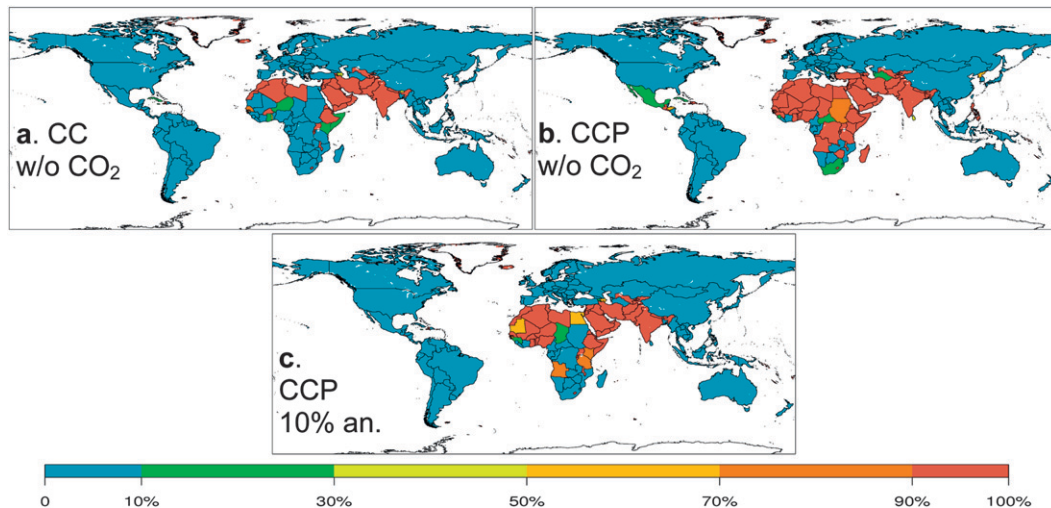 a. CC
w/o CO₂
b. CCP
w/o CO₂
c.
CCP
10% an.
0 10% 30% 50% 70% 90% 100%